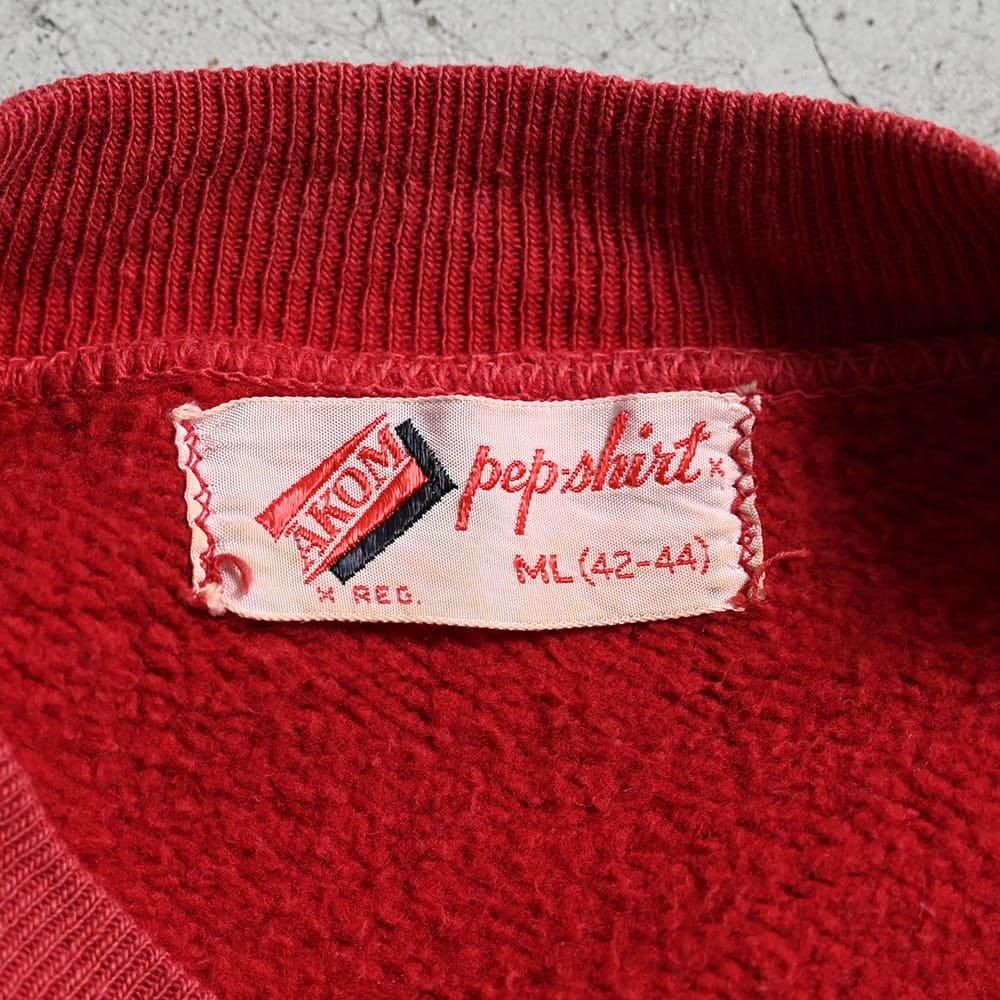 AKOM
pep-shirt
REG.
ML (42-44)